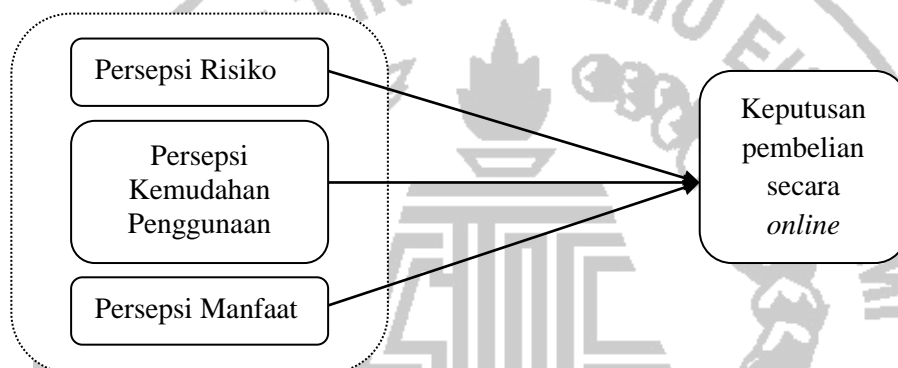 Persepsi Risiko
Persepsi
Kemudahan
Penggunaan
Persepsi Manfaat
Keputusan
pembelian
secara
online